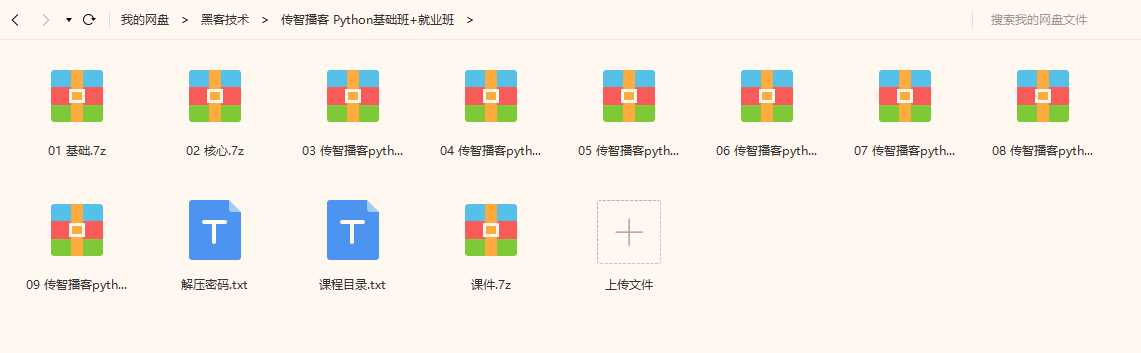 我的网盘 > 黑客技术 > 传智播客 Python基础班+就业班 >
搜索我的网盘文件
01 基础.7z
02 核心.7z
03 传智播客pyth...
04 传智播客pyth...
05 传智播客pyth...
06 传智播客pyth...
07 传智播客pyth...
08 传智播客pyth...
09 传智播客pyth...
解压密码.txt
课程目录.txt
课件.7z
上传文件